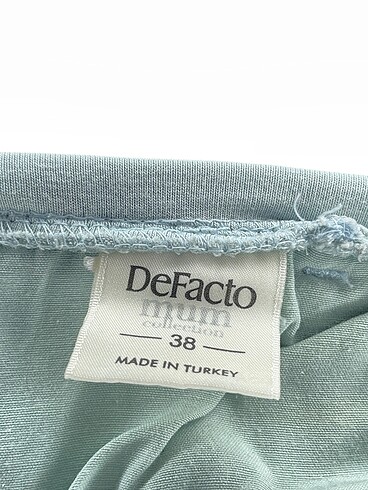 DeFacto
mum
collection
38
MADE IN TURKEY